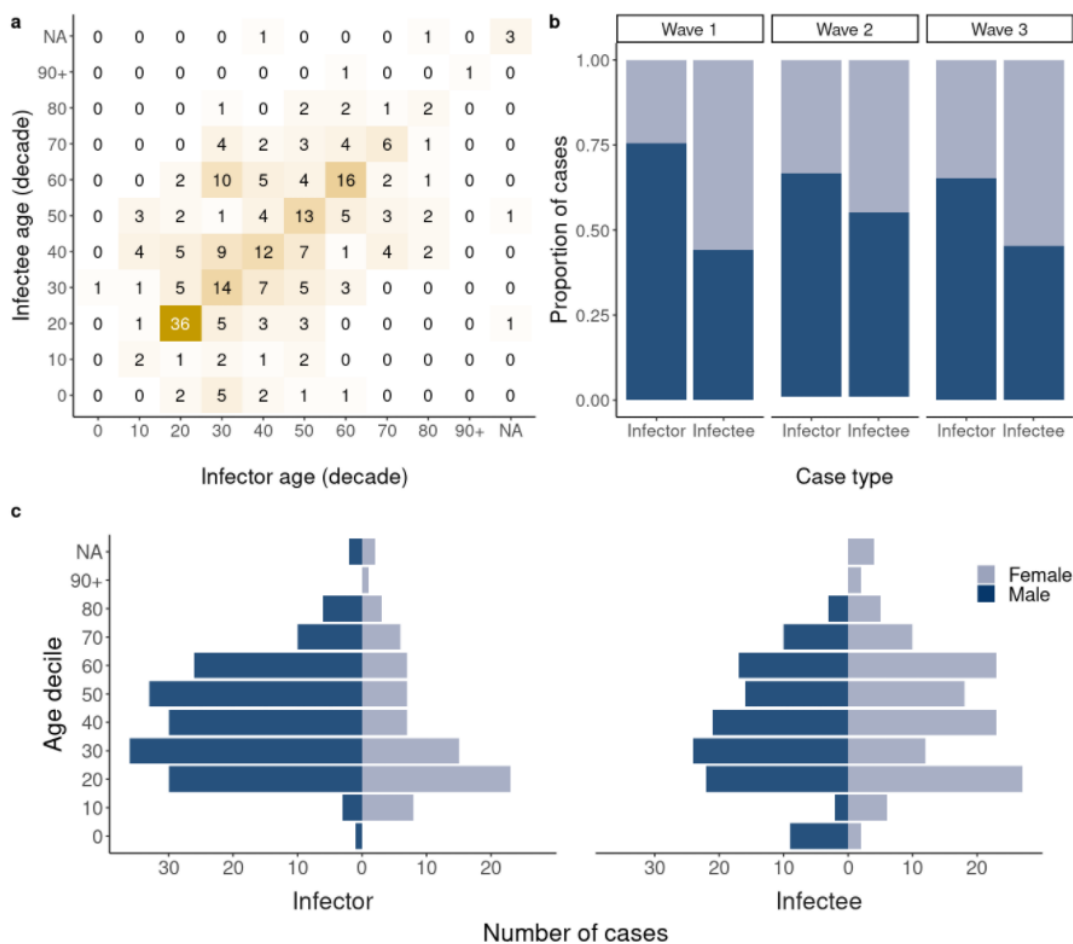 a
Infectee age (decade)
NA 0 0 0 0 1 0 0 0 1 0 3
90+ 0 0 0 0 0 0 1 0 0 1 0
80 0 0 0 1 0 2 2 1 2 0 0
70 0 0 0 4 2 3 4 6 1 0 0
60 0 0 2 10 5 4 16 2 1 0 0
50 0 3 2 1 4 13 5 3 2 0 1
40 0 4 5 9 12 7 1 4 2 0 0
30 1 1 5 14 7 5 3 0 0 0 0
20 0 1 36 5 3 3 0 0 0 0 1
10 0 2 1 2 1 2 0 0 0 0 0
0 0 0 2 5 2 1 1 0 0 0 0
0 10 20 30 40 50 60 70 80 90+ NA
Infector age (decade)
b
Wave 1 Wave 2 Wave 3
Proportion of cases
1.00
0.75
0.50
0.25
0.00
Infector Infectee Infector Infectee Infector Infectee
Case type
c
Age decile
NA
90+
80
70
60
50
40
30
20
10
0
30 20 10 0 10 20
Infector
30 20 10 0 10 20
Infectee
Female
Male
Number of cases